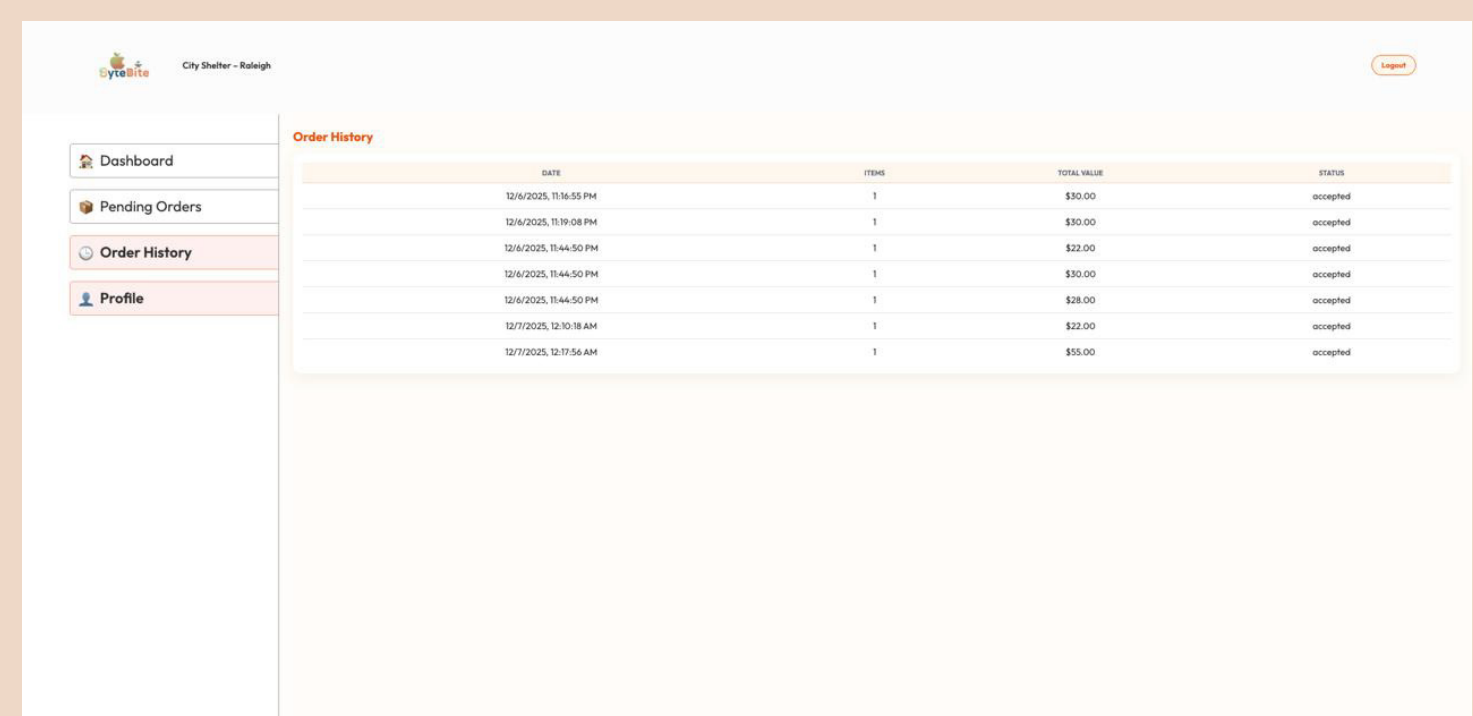 ByteBite
City Shelter – Raleigh
Logout
Dashboard
Pending Orders
Order History
Profile
Order History
DATE ITEMS TOTAL VALUE STATUS
12/6/2025, 11:16:55 PM 1 $30.00 accepted
12/6/2025, 11:19:08 PM 1 $30.00 accepted
12/6/2025, 11:44:50 PM 1 $22.00 accepted
12/6/2025, 11:44:50 PM 1 $30.00 accepted
12/6/2025, 11:44:50 PM 1 $28.00 accepted
12/7/2025, 12:10:18 AM 1 $22.00 accepted
12/7/2025, 12:17:56 AM 1 $55.00 accepted